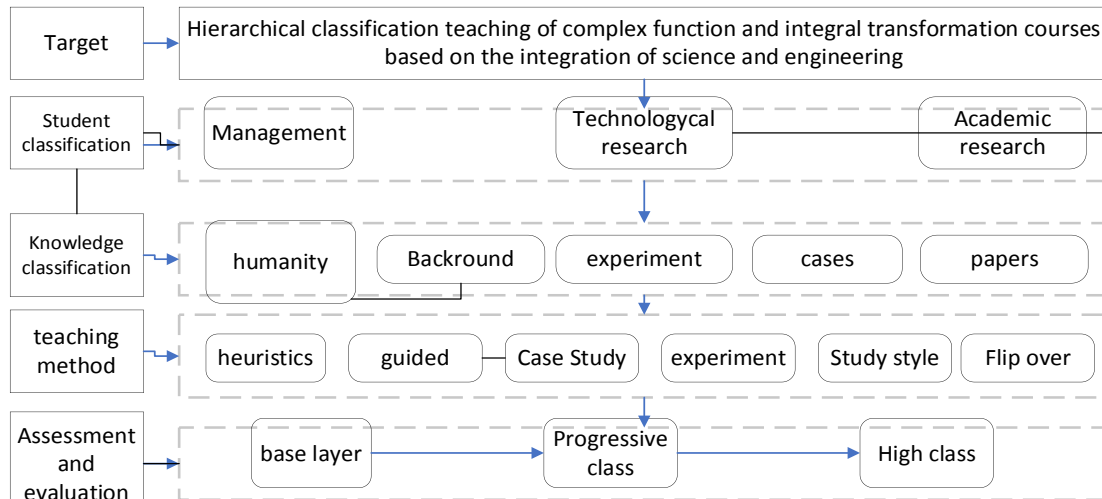 Target
Hierarchical classification teaching of complex function and integral transformation courses
based on the integration of science and engineering
Student
classification
Management
Technologycal
research
Academic
research
Knowledge
classification
humanity
Backround
experiment
cases
papers
teaching
method
heuristics
guided
Case Study
experiment
Study style
Flip over
Assessment
and
evaluation
base layer
Progressive
class
High class